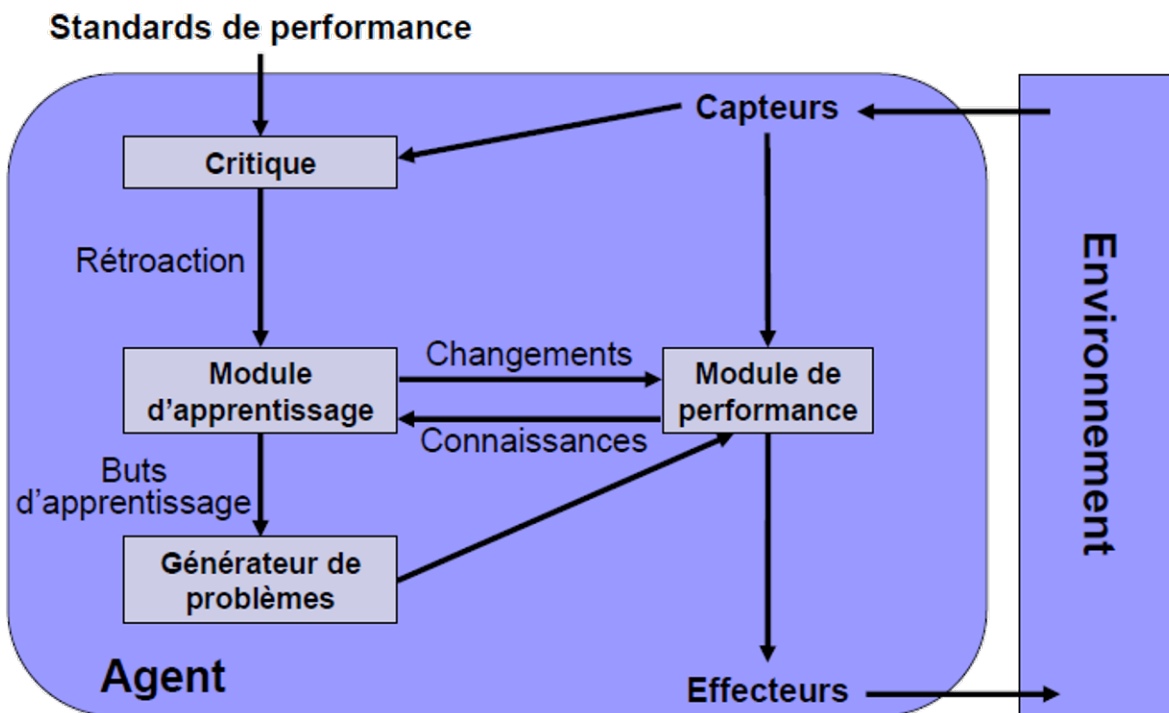 Standards de performance
Capteurs
Critique
Rétroaction
Environnement
Changements
Module
d'apprentissage
Module de
performance
Connaissances
Buts
d'apprentissage
Générateur de
problèmes
Agent
Effecteurs